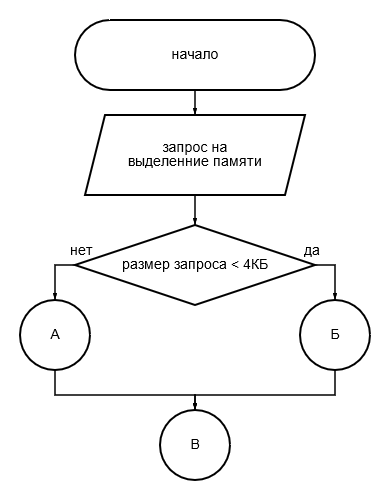 начало
запрос на
выделенние памяти
нет
да
размер запроса < 4КБ
А
Б
В